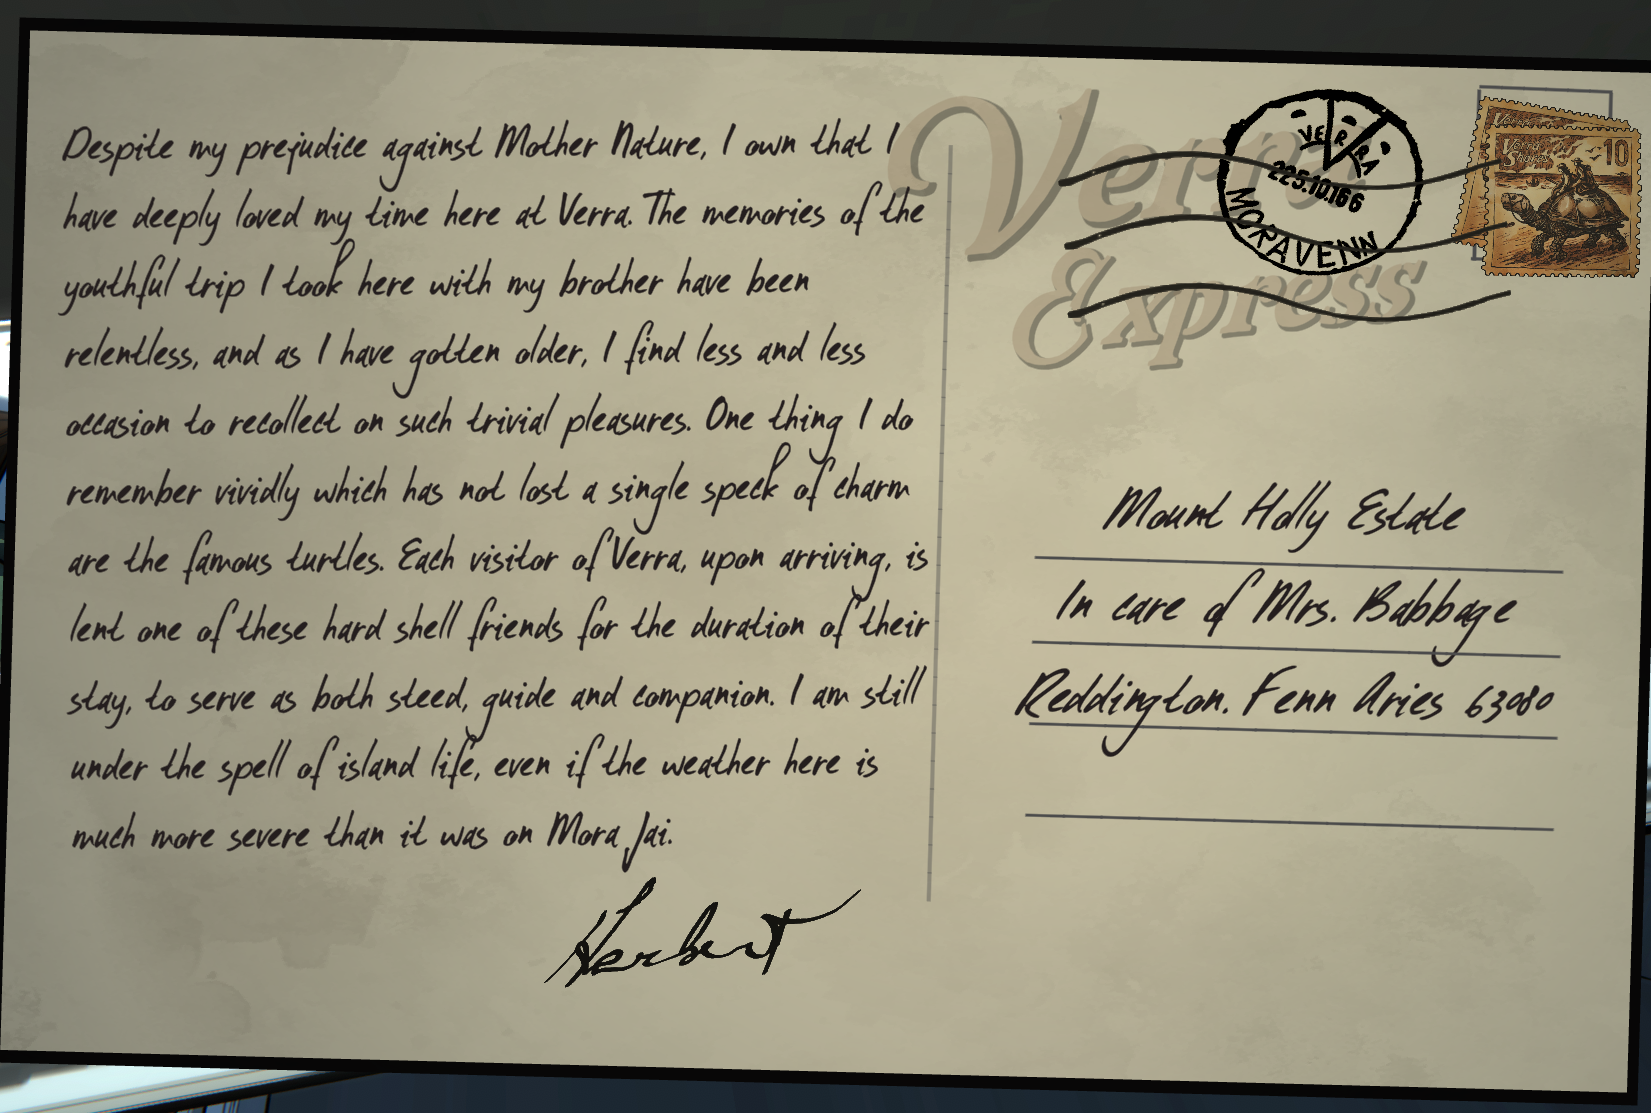 Despite my prejudice against Mother Nature, I own that I
have deeply loved my time here at Verra. The memories of the
youthful trip I took here with my brother have been
relentless, and as I have gotten older, I find less and less
occasion to recollect on such trivial pleasures. One thing I do
remember vividly which has not lost a single speck of charm
are the famous turtles. Each visitor of Verra, upon arriving, is
lent one of these hard shell friends for the duration of their
stay, to serve as both steed, guide and companion. I am still
under the spell of island life, even if the weather here is
much more severe than it was on Mora Jai.
Herbert
Verra
Express
VERRA
225.10.166
MORAVENN
10
Mount Holly Estate
In care of Mrs. Babbage
Reddington. Fenn Aries 63080